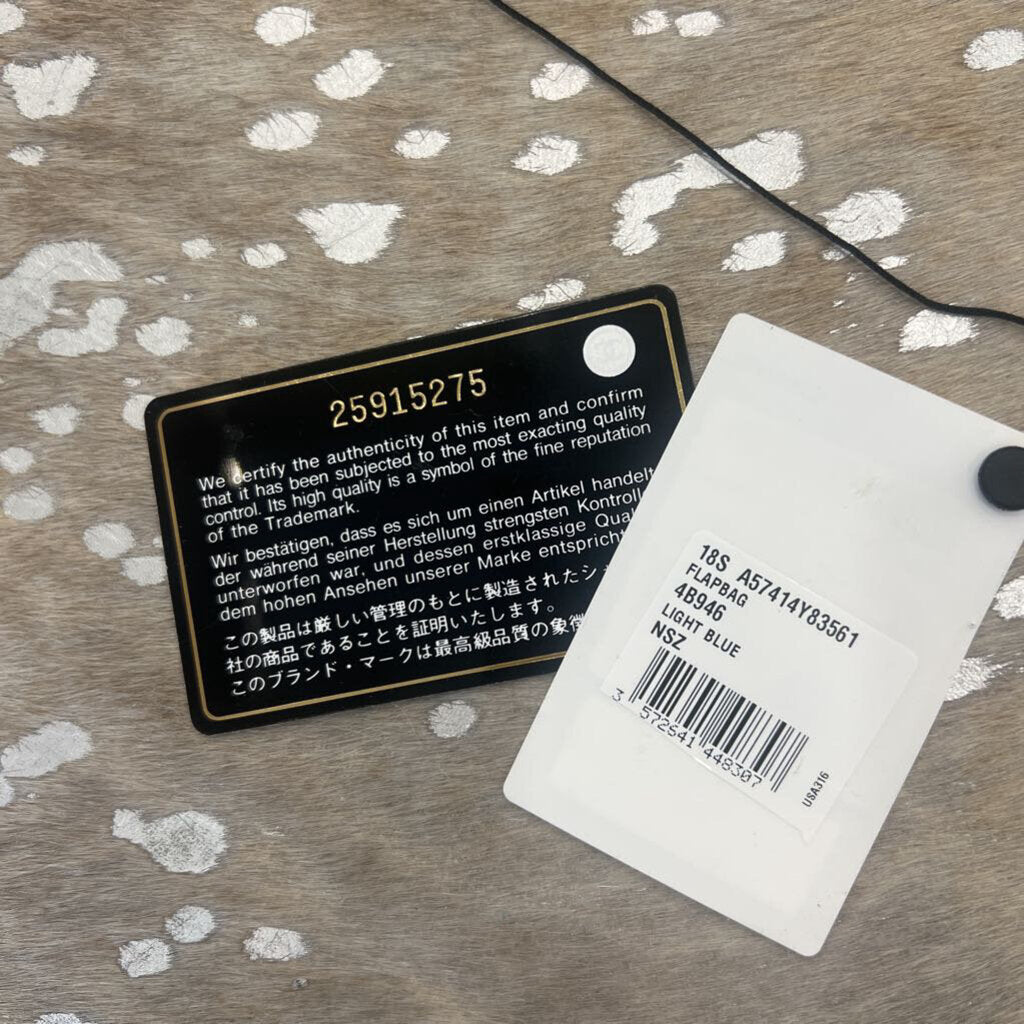 25915275
We certify the authenticity of this item and confirm
that it has been subjected to the most exacting quality
control. Its high quality is a symbol of the fine reputation
of the Trademark.
Wir bestätigen, dass es sich um einen Artikel handelt
der während seiner Herstellung strengsten
unterworfen war, und dessen erstklassige
dem hohen Ansehen unserer Marke entspricht
この製品は厳しい管理のもとに製造された
社の商品であることを証明いたします。
このブランド・マークは最高級品質の
18S A57414Y83561
FLAPBAG
4B946
LIGHT BLUE
NSZ
3 572641 448307
USA316